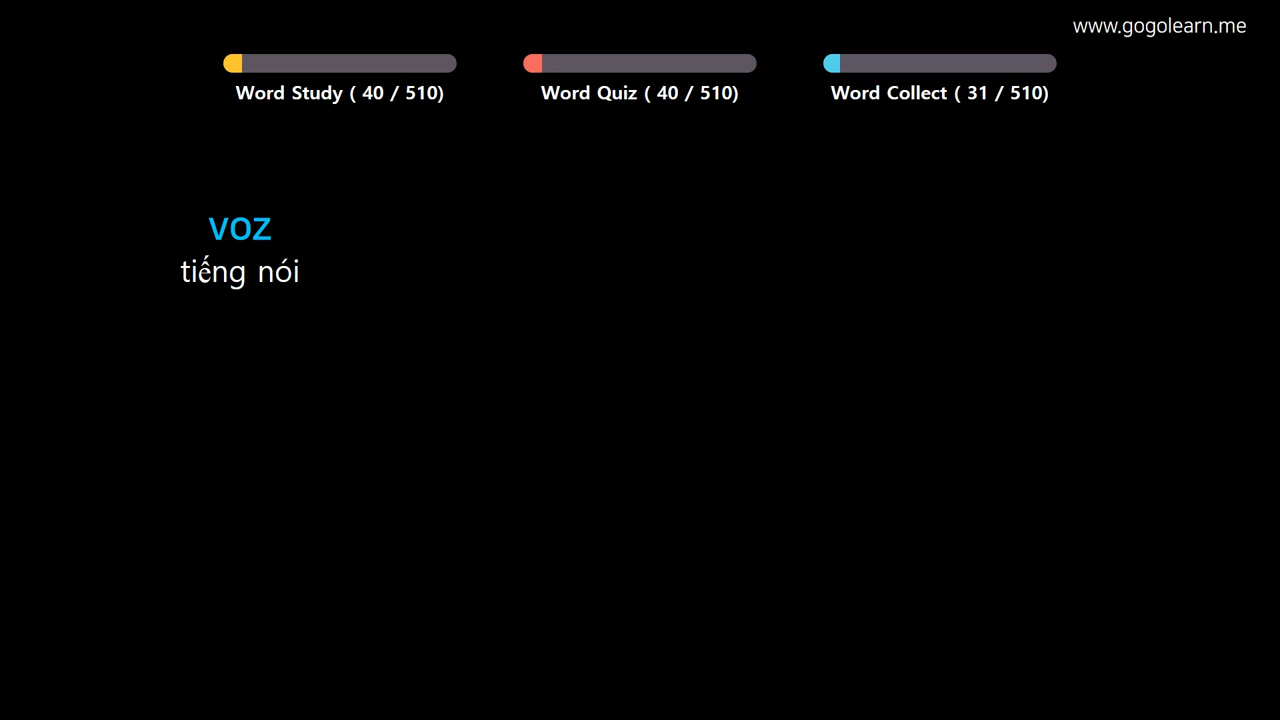 www.gogolearn.me
Word Study ( 40 / 510)
Word Quiz ( 40 / 510)
Word Collect ( 31 / 510)
voz
tiếng nói